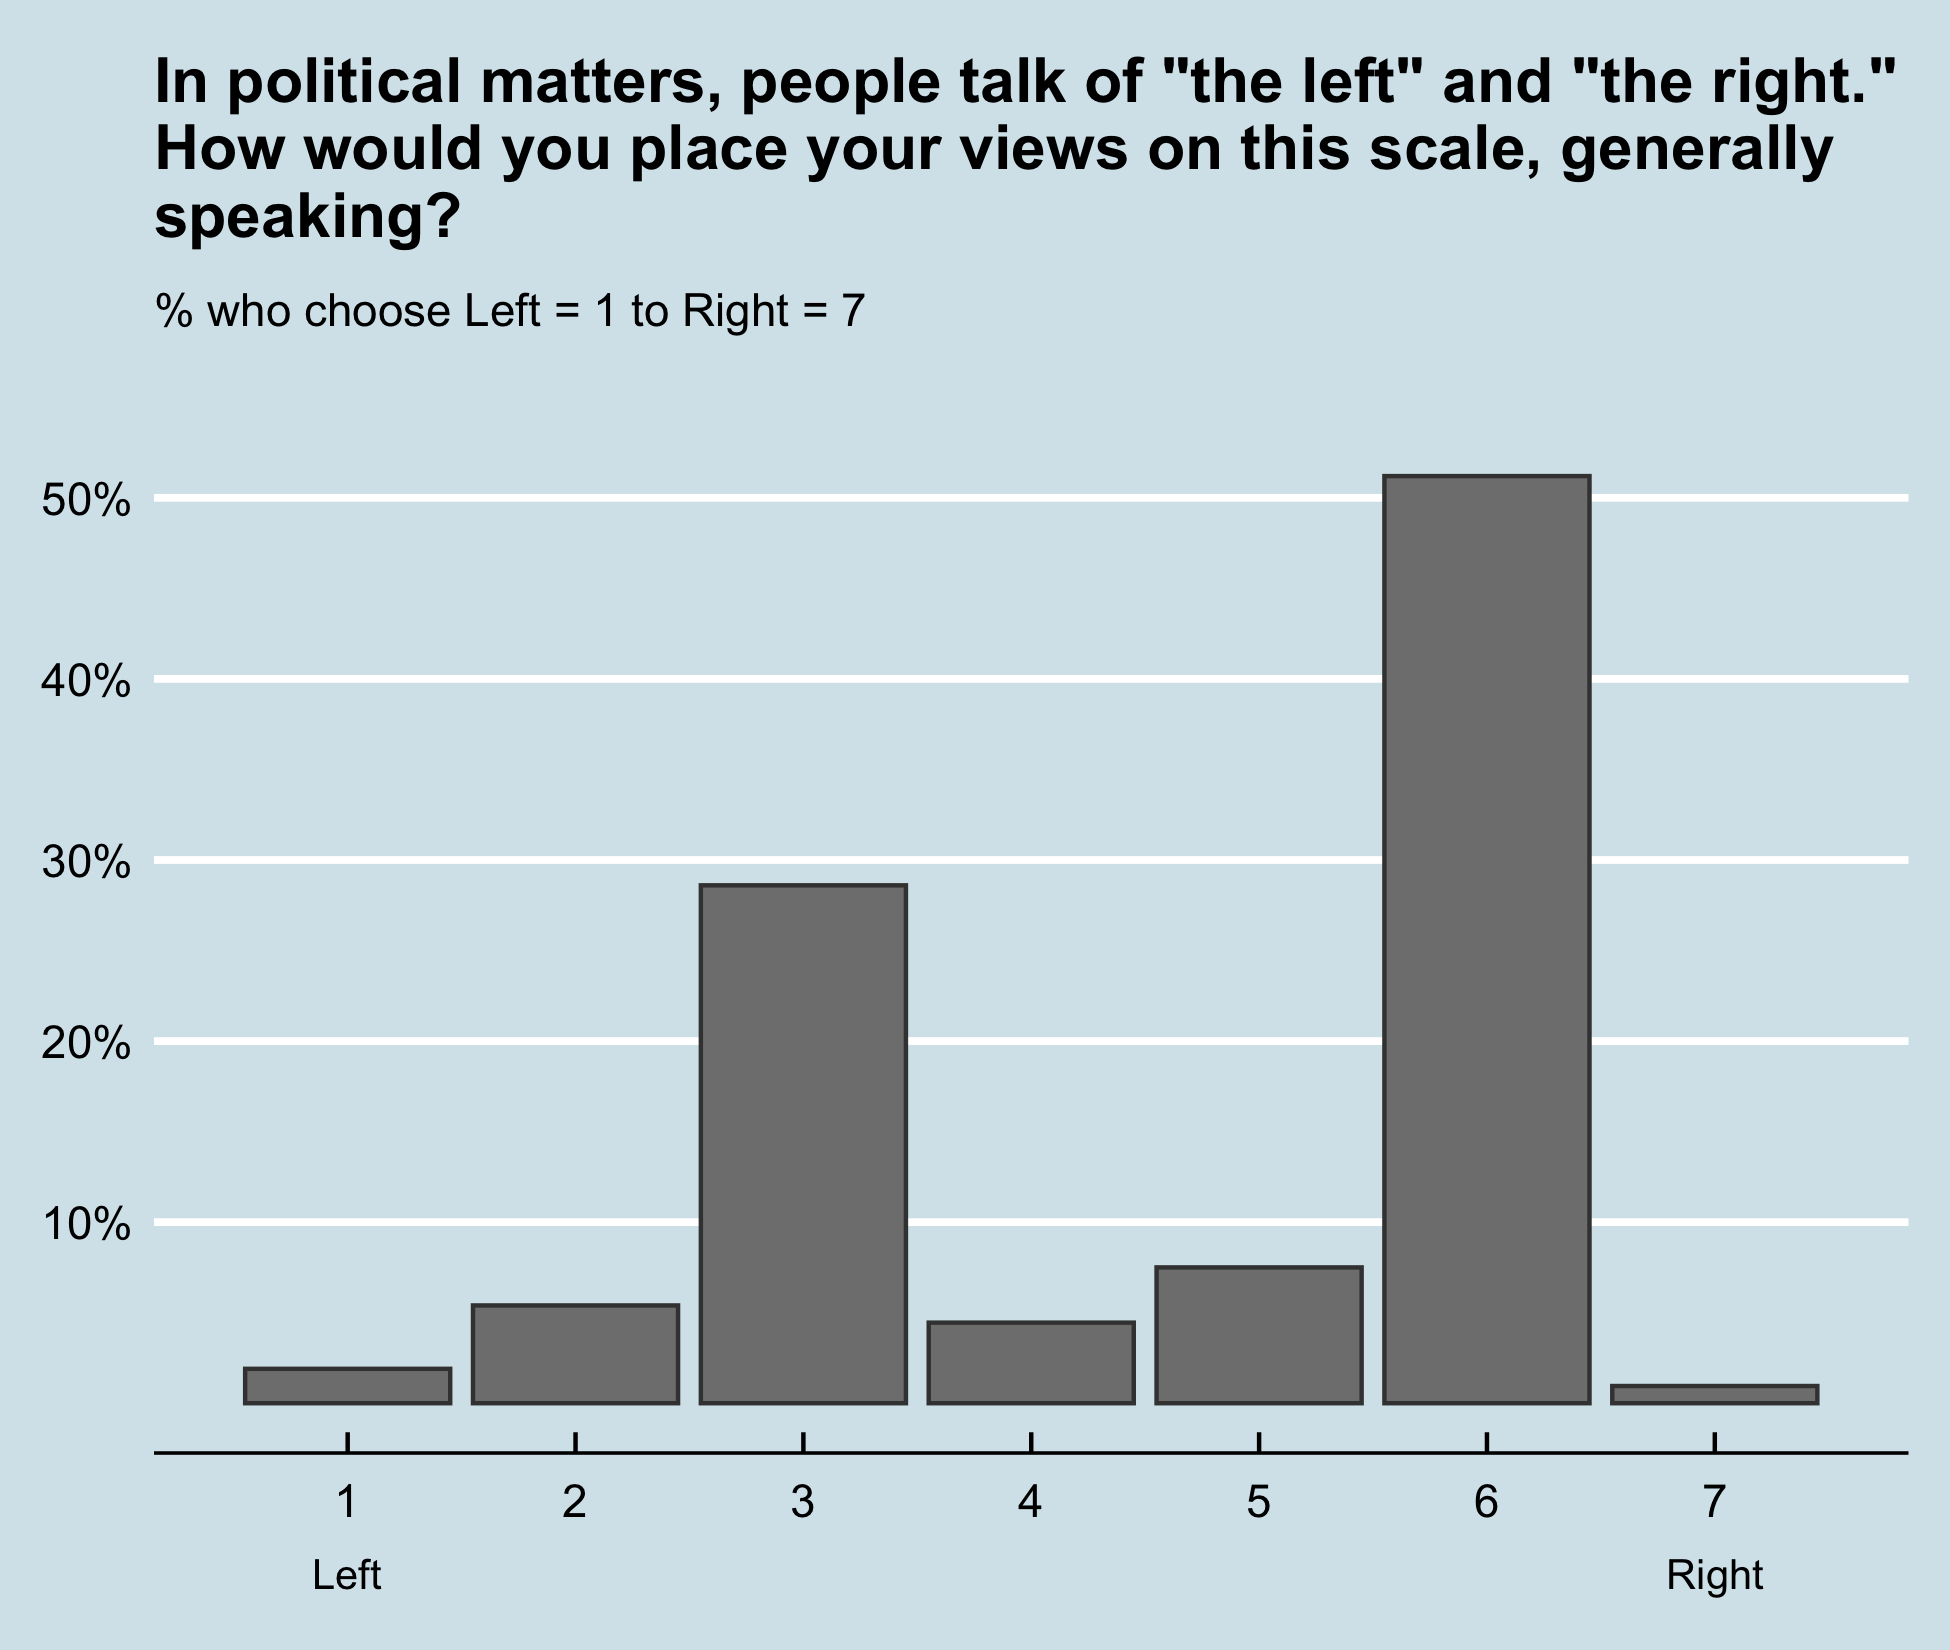 In political matters, people talk of "the left" and "the right."
How would you place your views on this scale, generally
speaking?
% who choose Left = 1 to Right = 7
50%
40%
30%
20%
10%
1 2 3 4 5 6 7
Left Right